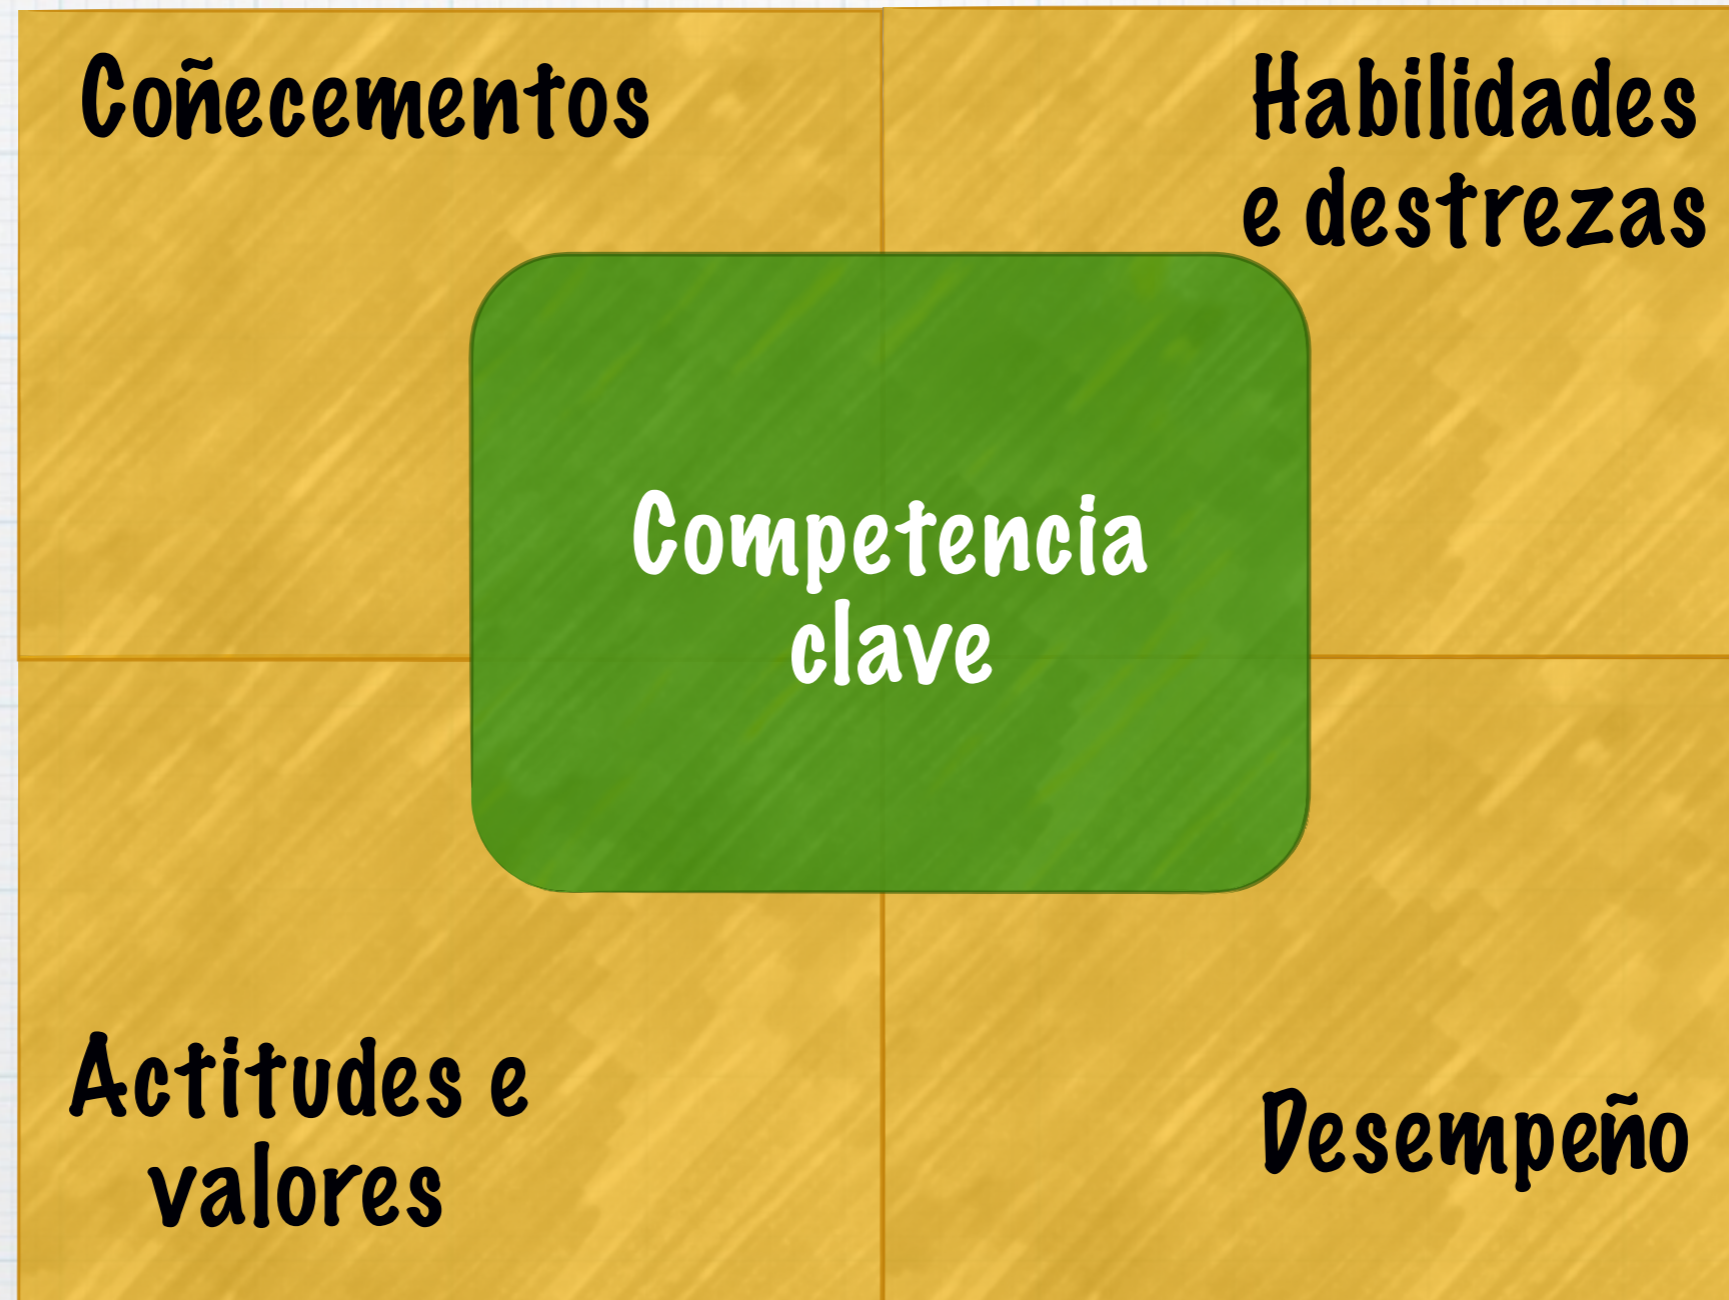 Coñecementos
Habilidades
e destrezas
Competencia
clave
Actitudes e
valores
Desempeño